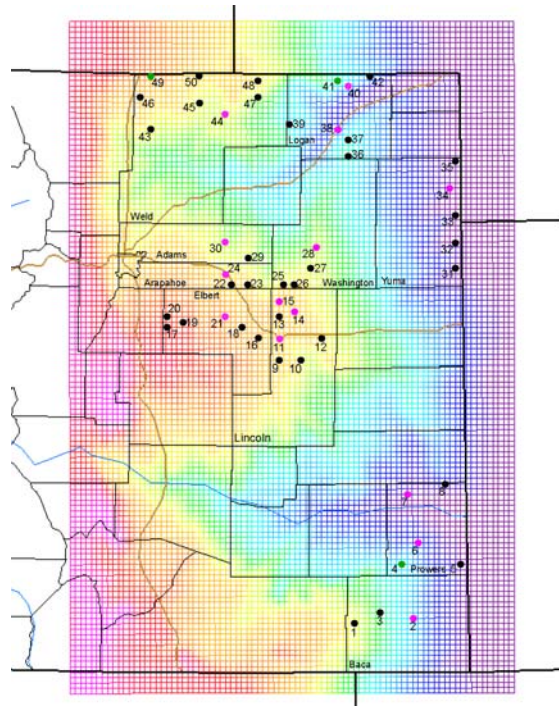 49 50 48 41 40 42
46 45 47
44
43 39 38
Logan 37
36
35
34
Weld 33
30 28 32
Adams 29
24 27 31
Arapahoe 22 23 25 26 Washington Yuma
Elbert
15
20 21 13 14
19 18
17 16 11 12
9 10
Lincoln
8
7
6
4 Prowers 5
3
1 2
Baca